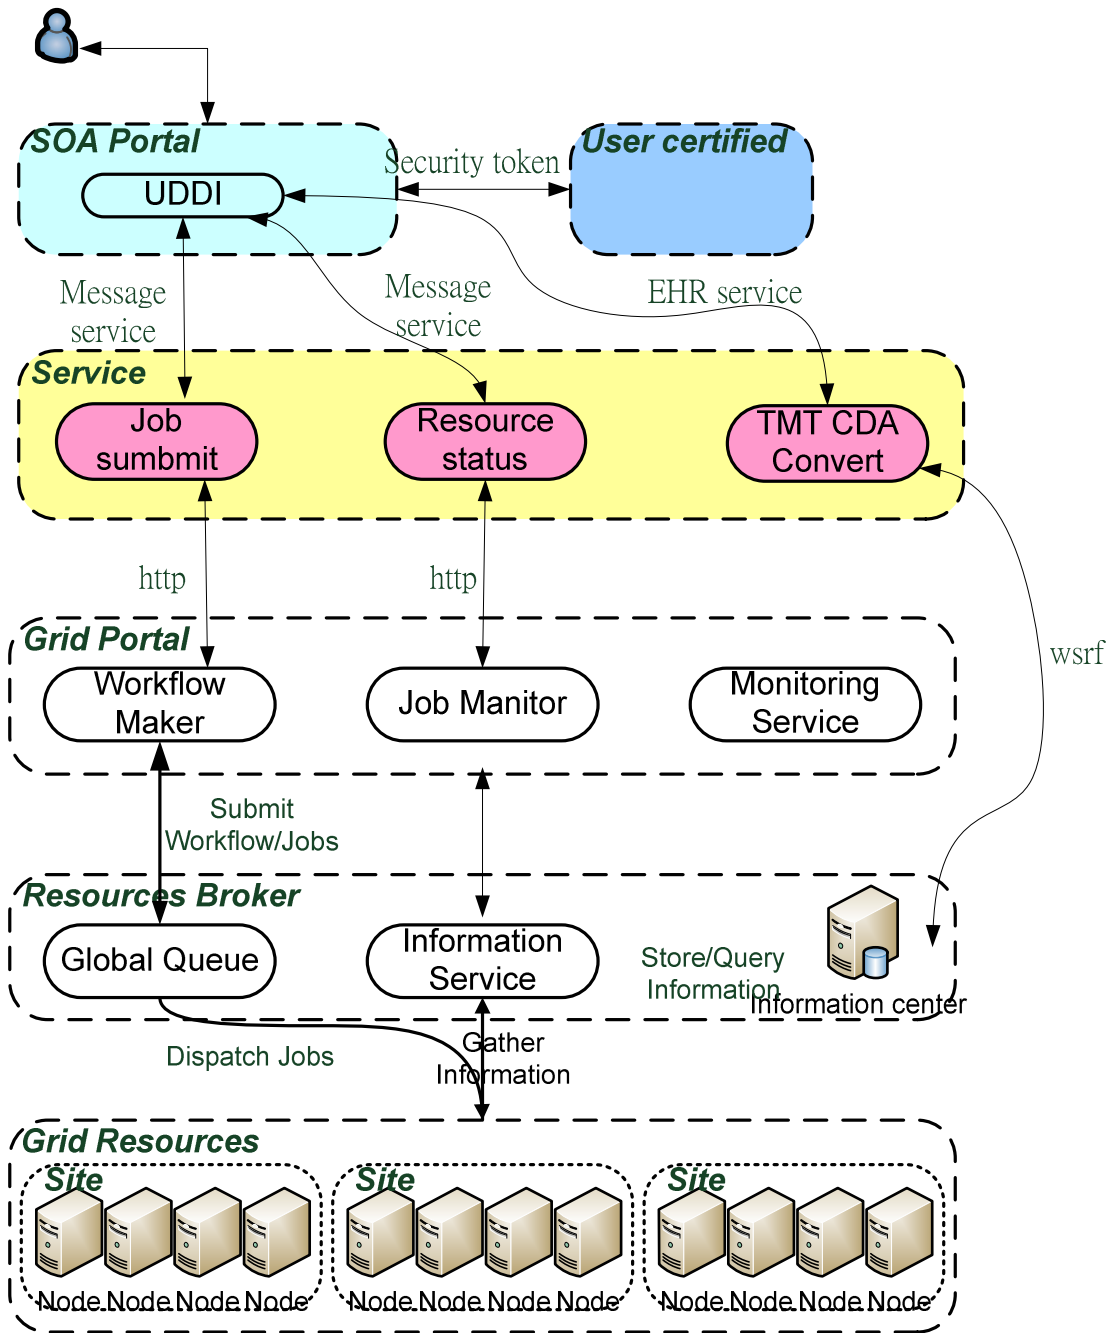 SOA Portal
User certified
Security token
UDDI
Message
service
Message
service
EHR service
Service
Job
sumbmit
Resource
status
TMT CDA
Convert
http
http
wsrf
Grid Portal
Workflow
Maker
Job Manitor
Monitoring
Service
Submit
Workflow/Jobs
Resources Broker
Global Queue
Information
Service
Store/Query
Information
Information center
Dispatch Jobs
Gather
Information
Grid Resources
Site
Site
Site
Node Node Node Node
Node Node Node Node
Node Node Node Node